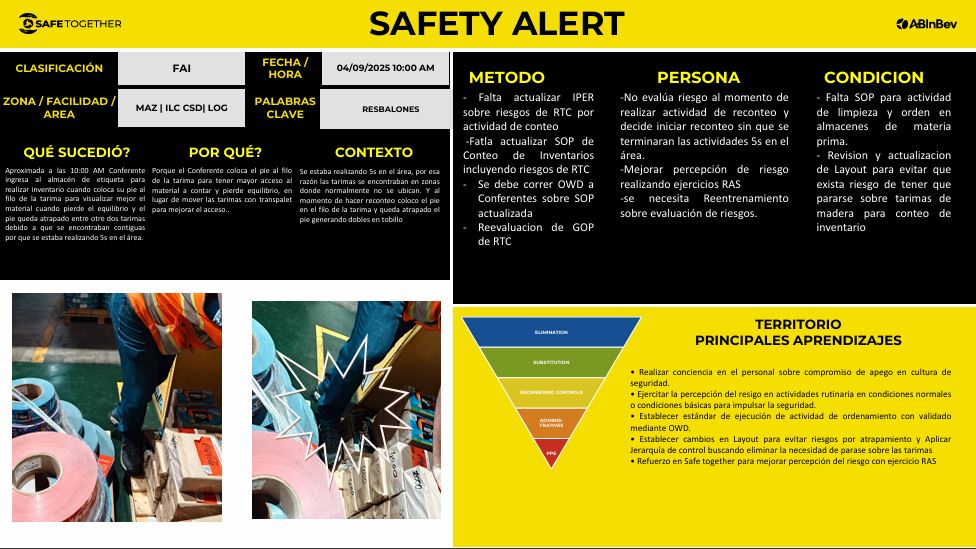 SAFETOGETHER
SAFETY ALERT
ABInBev
CLASIFICACIÓN
FAI
FECHA /
HORA
04/09/2025 10:00 AM
ZONA / FACILIDAD /
AREA
MAZ | ILC CSD| LOG
PALABRAS
CLAVE
RESBALONES
QUÉ SUCEDIÓ?
Aproximada a las 10:00 AM Conferente
ingresa al almacén de etiqueta para
realizar inventario cuando coloca su pie al
filo de la tarima para visualizar mejor el
material cuando pierde el equilibrio y el
pie queda atrapado entre otre dos tarimas
debido a que se encontraban contiguas
por que se estaba realizando 5s en el área.
POR QUÉ?
Porque el Conferente coloca el pie al filo
de la tarima para tener mayor acceso al
material a contar y pierde equilibrio, en
lugar de mover las tarimas con transpalet
para mejorar el acceso..
CONTEXTO
Se estaba realizando 5s en el área, por esa
razón las tarimas se encontraban en zonas
donde normalmente no se ubican. Y al
momento de hacer reconteo coloco el pie
en el filo de la tarima y queda atrapado el
pie generando dobles en tobillo
METODO
- Falta actualizar IPER
sobre riesgos de RTC por
actividad de conteo
-Fatla actualizar SOP de
Conteo de Inventarios
incluyendo riesgos de RTC
- Se debe correr OWD a
Conferentes sobre SOP
actualizada
- Reevaluacion de GOP
de RTC
PERSONA
-No evalúa riesgo al momento de
realizar actividad de reconteo y
decide iniciar reconteo sin que se
terminaran las actividades 5s en el
área.
-Mejorar percepción de riesgo
realizando ejercicios RAS
-se necesita Reentrenamiento
sobre evaluación de riesgos.
CONDICION
- Falta SOP para actividad
de limpieza y orden en
almacenes de materia
prima.
- Revision y actualizacion
de Layout para evitar que
exista riesgo de tener que
pararse sobre tarimas de
madera para conteo de
inventario
ELIMINATION
SUBSTITUTION
ENGINEERING CONTROLS
ADMINIS-
TRATIVES
PPE
TERRITORIO
PRINCIPALES APRENDIZAJES
• Realizar conciencia en el personal sobre compromiso de apego en cultura de
seguridad.
• Ejercitar la percepción del resigo en actividades rutinaria en condiciones normales
o condiciones básicas para impulsar la seguridad.
• Establecer estándar de ejecución de actividad de ordenamiento con validado
mediante OWD.
• Establecer cambios en Layout para evitar riesgos por atrapamiento y Aplicar
Jerarquía de control buscando eliminar la necesidad de parase sobre las tarimas
• Refuerzo en Safe together para mejorar percepción del riesgo con ejercicio RAS